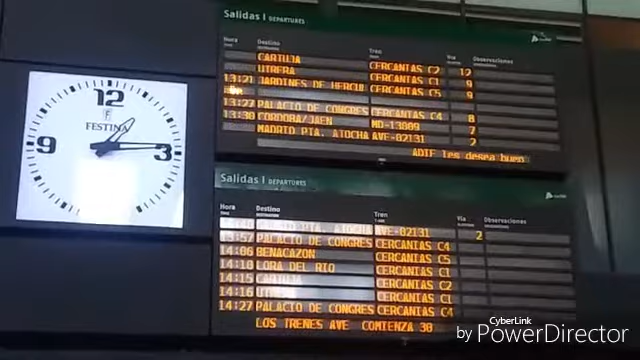 Salidas | DEPARTURES
Hora Destino Tren Vía Observaciones
CARTUJA
UTRERA CERCANIAS C2 12
13:21 JARDINES DE HERCUL CERCANIAS C1 9
CERCANIAS C5 9
13:27 PALACIO DE CONGRES CERCANIAS C4 8
13:30 CORDOBA/JAEN MD-13009 7
MADRID PTA. ATOCHA AVE-02131 2
ADIF les desea buen
12
FESTINA
9 3
Salidas | DEPARTURES
Hora Destino Tren Vía Observaciones
PTA. ATOCH AVE-02131 2
13:57 PALACIO DE CONGRES CERCANIAS C4
14:06 BENACAZON CERCANIAS C5
14:10 LORA DEL RIO CERCANIAS C1
14:15 CERCANIAS C2
14:16 CERCANIAS C1
14:27 PALACIO DE CONGRES CERCANIAS C4
LOS TRENES AVE COMIENZA 30
CyberLink
by PowerDirector